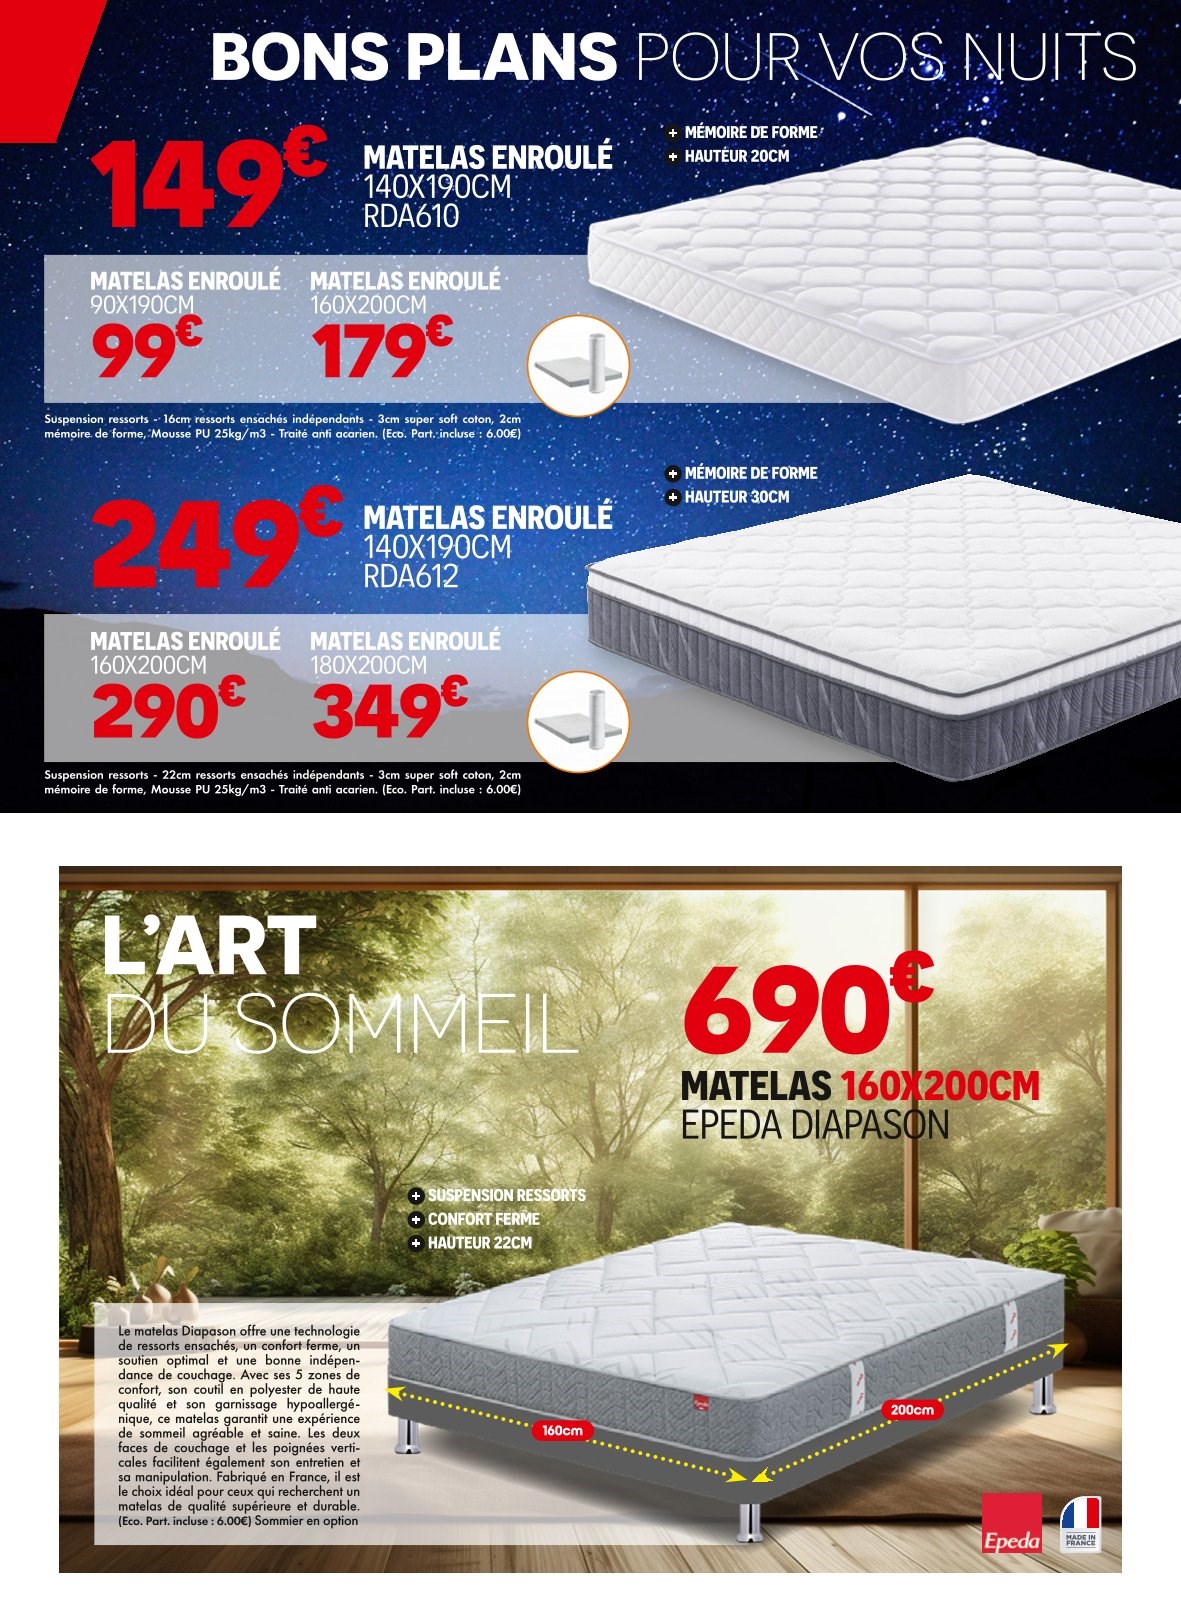 BONS PLANS POUR VOS NUITS
149€
MATELAS ENROULÉ
140X190CM
RDA610
+ MÉMOIRE DE FORME
+ HAUTEUR 20CM
MATELAS ENROULÉ
90X190CM
99€
MATELAS ENROULÉ
160X200CM
179€
Suspension ressorts - 16cm ressorts ensachés indépendants - 3cm super soft coton, 2cm
mémoire de forme, Mousse PU 25kg/m3 - Traité anti acarien. (Eco. Part. incluse : 6.00€)
249€
MATELAS ENROULÉ
140X190CM
RDA612
+ MÉMOIRE DE FORME
+ HAUTEUR 30CM
MATELAS ENROULÉ
160X200CM
290€
MATELAS ENROULÉ
180X200CM
349€
Suspension ressorts - 22cm ressorts ensachés indépendants - 3cm super soft coton, 2cm
mémoire de forme, Mousse PU 25kg/m3 - Traité anti acarien. (Eco. Part. incluse : 6.00€)
L'ART
DU SOMMEIL
690€
MATELAS 160X200CM
EPEDA DIAPASON
+ SUSPENSION RESSORTS
+ CONFORT FERME
+ HAUTEUR 22CM
Le matelas Diapason offre une technologie
de ressorts ensachés, un confort ferme, un
soutien optimal et une bonne indépen-
dance de couchage. Avec ses 5 zones de
confort, son coutil en polyester de haute
qualité et son garnissage hypoallergé-
nique, ce matelas garantit une expérience
de sommeil agréable et saine. Les deux
faces de couchage et les poignées verti-
cales facilitent également son entretien et
sa manipulation. Fabriqué en France, il est
le choix idéal pour ceux qui recherchent un
matelas de qualité supérieure et durable.
(Eco. Part. incluse : 6.00€) Sommier en option
160cm
200cm
Epeda
Epeda
MADE IN
FRANCE